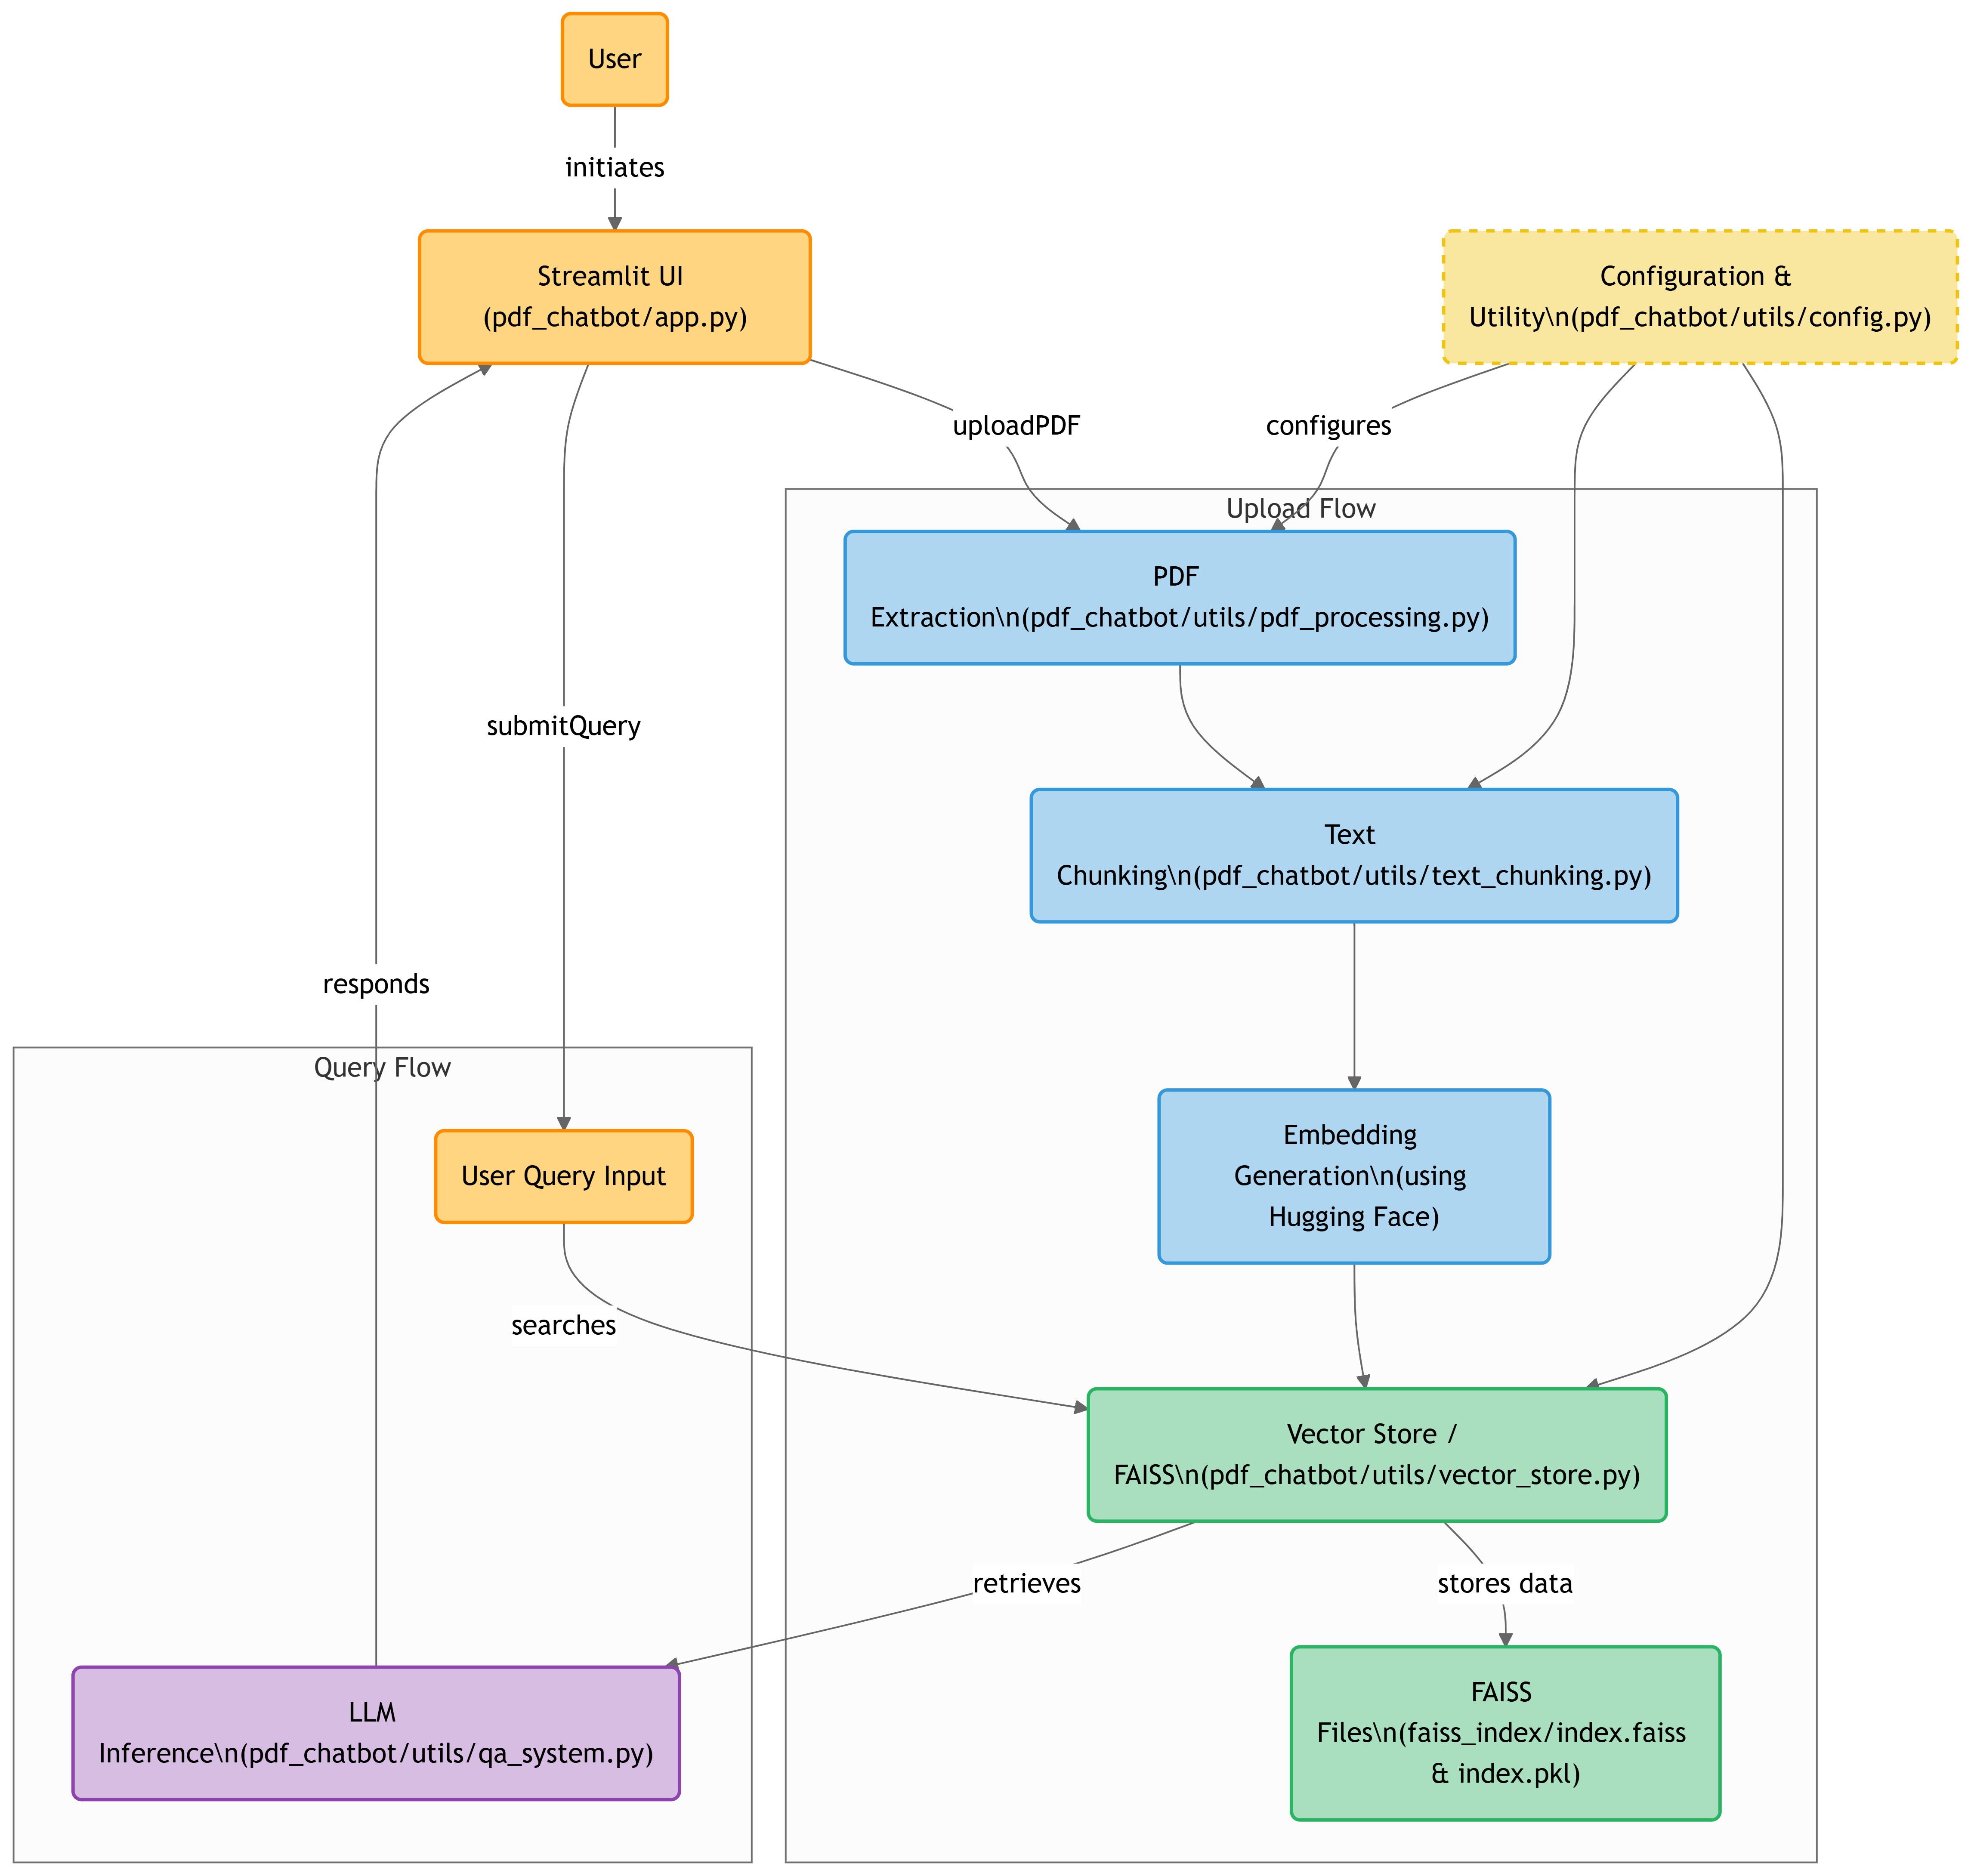 User
initiates
Streamlit UI
(pdf_chatbot/app.py)
Configuration &
Utility\n(pdf_chatbot/utils/config.py)
uploadPDF
configures
Upload Flow
PDF
Extraction\n(pdf_chatbot/utils/pdf_processing.py)
submitQuery
Text
Chunking\n(pdf_chatbot/utils/text_chunking.py)
responds
Query Flow
Embedding
Generation\n(using
Hugging Face)
User Query Input
searches
Vector Store /
FAISS\n(pdf_chatbot/utils/vector_store.py)
retrieves
stores data
LLM
Inference\n(pdf_chatbot/utils/qa_system.py)
FAISS
Files\n(faiss_index/index.faiss
& index.pkl)